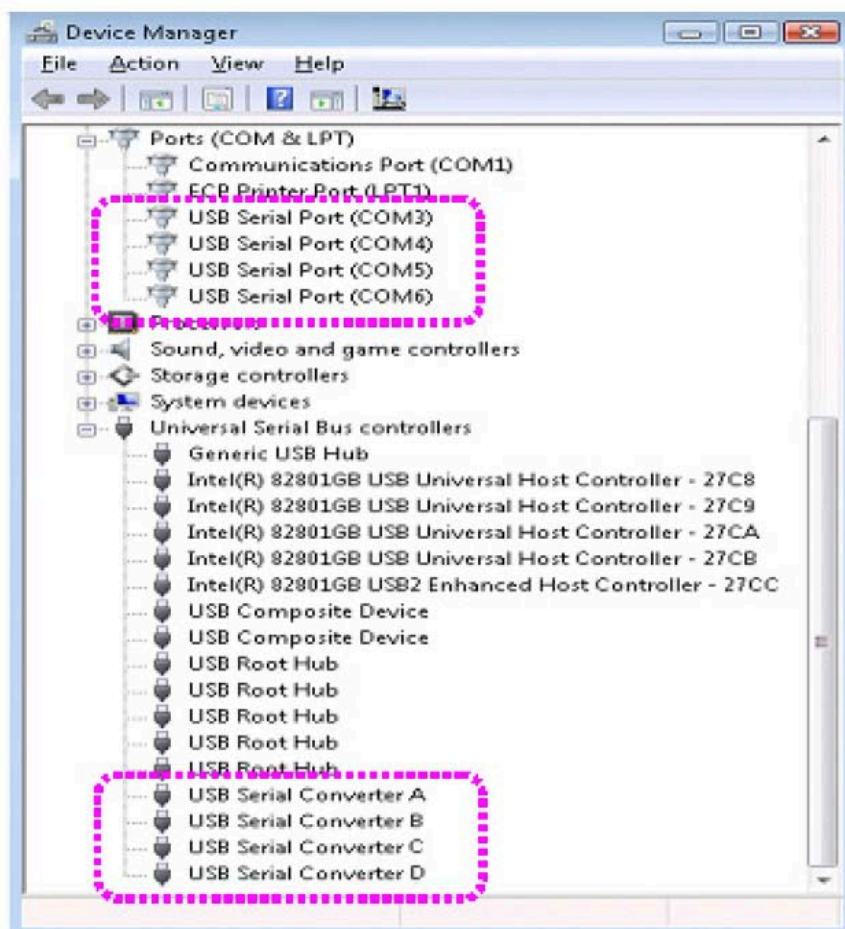 Device Manager
File Action View Help
Ports (COM & LPT)
Communications Port (COM1)
ECP Printer Port (LPT1)
USB Serial Port (COM3)
USB Serial Port (COM4)
USB Serial Port (COM5)
USB Serial Port (COM6)
Processors
Sound, video and game controllers
Storage controllers
System devices
Universal Serial Bus controllers
Generic USB Hub
Intel(R) 82801GB USB Universal Host Controller - 27C8
Intel(R) 82801GB USB Universal Host Controller - 27C9
Intel(R) 82801GB USB Universal Host Controller - 27CA
Intel(R) 82801GB USB Universal Host Controller - 27CB
Intel(R) 82801GB USB2 Enhanced Host Controller - 27CC
USB Composite Device
USB Composite Device
USB Root Hub
USB Root Hub
USB Root Hub
USB Root Hub
USB Root Hub
USB Serial Converter A
USB Serial Converter B
USB Serial Converter C
USB Serial Converter D